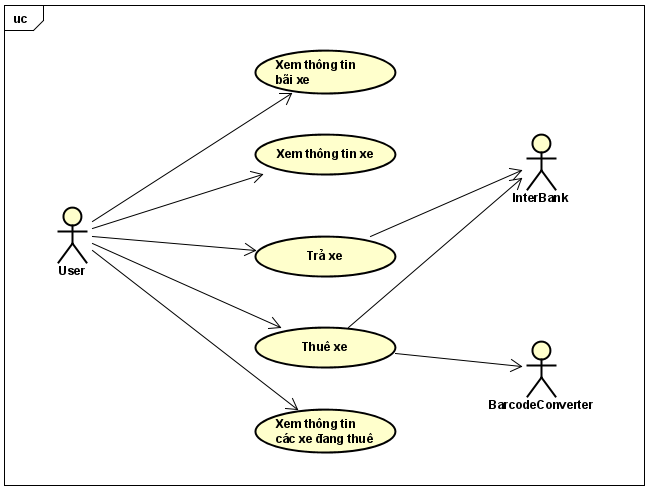 uc
Xem thông tin
bãi xe
Xem thông tin xe
InterBank
User
Trả xe
Thuê xe
BarcodeConverter
Xem thông tin
các xe đang thuê